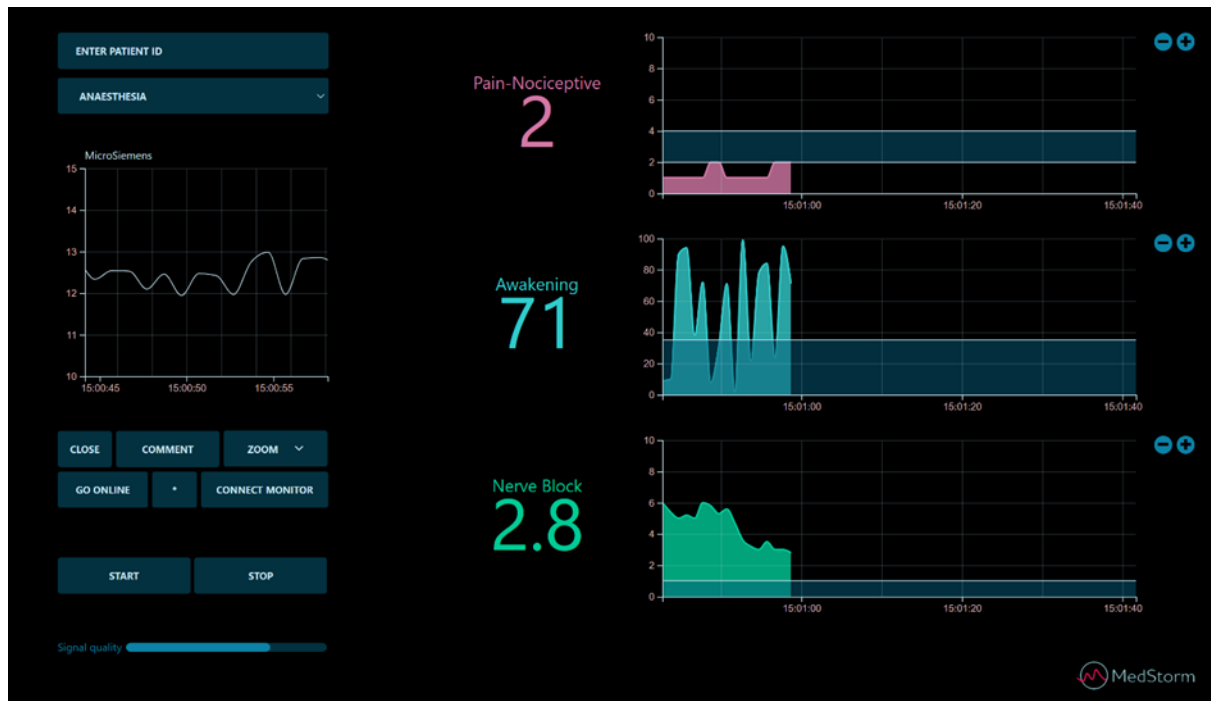 ENTER PATIENT ID
ANAESTHESIA
MicroSiemens
15
14
13
12
11
10
15:00:45 15:00:50 15:00:55
CLOSE COMMENT ZOOM
GO ONLINE * CONNECT MONITOR
START STOP
Signal quality
Pain-Nociceptive
2
10
8
6
4
2
0
15:01:00 15:01:20 15:01:40
Awakening
71
100
80
60
40
20
0
15:01:00 15:01:20 15:01:40
Nerve Block
2.8
10
8
6
4
2
0
15:01:00 15:01:20 15:01:40
MedStorm